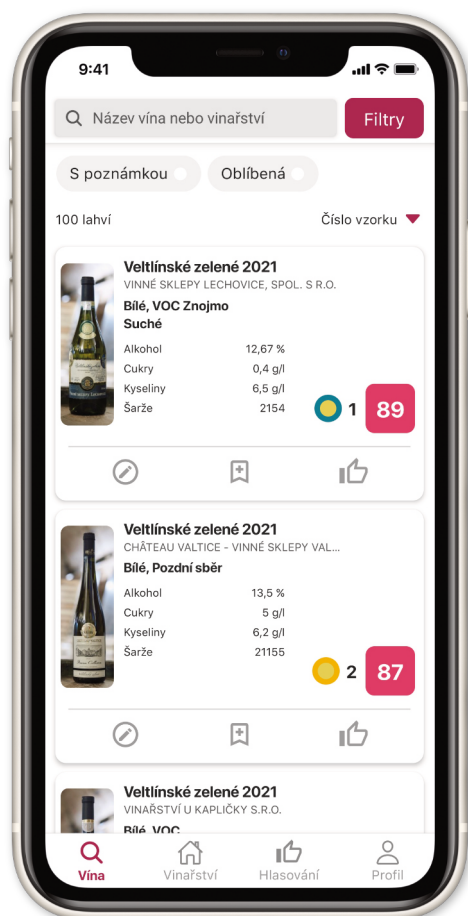 9:41
Název vína nebo vinařství
Filtry
S poznámkou
Oblíbená
100 lahví
Číslo vzorku
Veltlínské zelené 2021
VINNÉ SKLEPY LECHOVICE, SPOL. S R.O.
Bílé, VOC Znojmo
Suché
Alkohol 12,67 %
Cukry 0,4 g/l
Kyseliny 6,5 g/l
Šarže 2154
1 89
Veltlínské zelené 2021
CHÂTEAU VALTICE - VINNÉ SKLEPY VAL...
Bílé, Pozdní sběr
Alkohol 13,5 %
Cukry 5 g/l
Kyseliny 6,2 g/l
Šarže 21155
2 87
Veltlínské zelené 2021
VINAŘSTVÍ U KAPLIČKY S.R.O.
Bílé, VOC
Vína
Vinařství
Hlasování
Profil